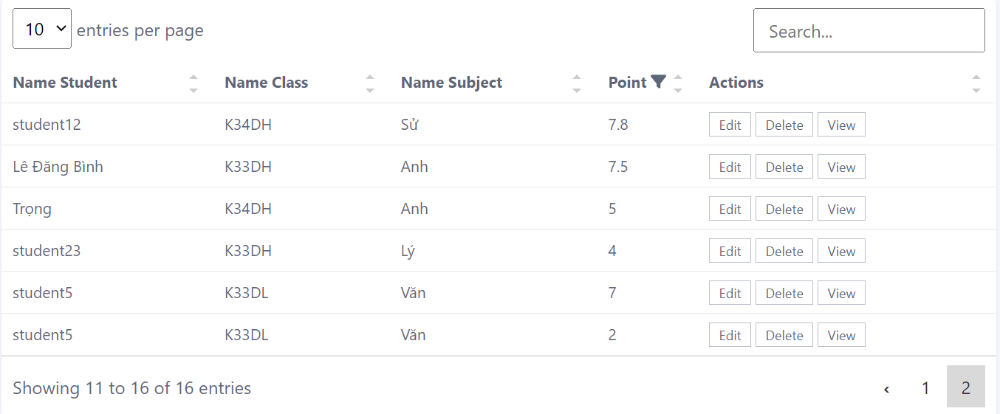 10 entries per page Search...
Name Student Name Class Name Subject Point Actions
student12 K34DH Sử 7.8 Edit Delete View
Lê Đăng Bình K33DH Anh 7.5 Edit Delete View
Trọng K34DH Anh 5 Edit Delete View
student23 K33DH Lý 4 Edit Delete View
student5 K33DL Văn 7 Edit Delete View
student5 K33DL Văn 2 Edit Delete View
Showing 11 to 16 of 16 entries ‹ 1 2